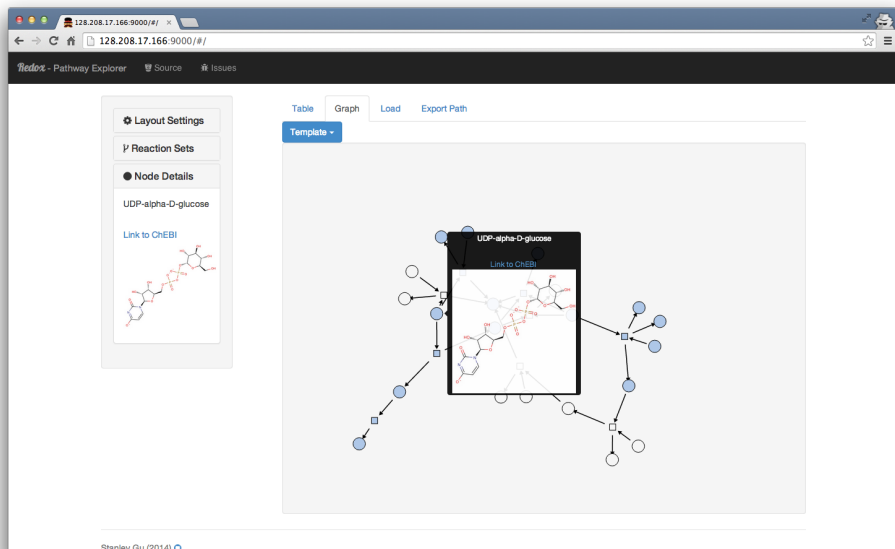 128.208.17.166:9000/#/
128.208.17.166:9000/#/
Redox - Pathway Explorer
Source
Issues
Layout Settings
Reaction Sets
Node Details
UDP-alpha-D-glucose
Link to ChEBI
Table
Graph
Load
Export Path
Template
UDP-alpha-D-glucose
Link to ChEBI
Stanley Gu (2014)